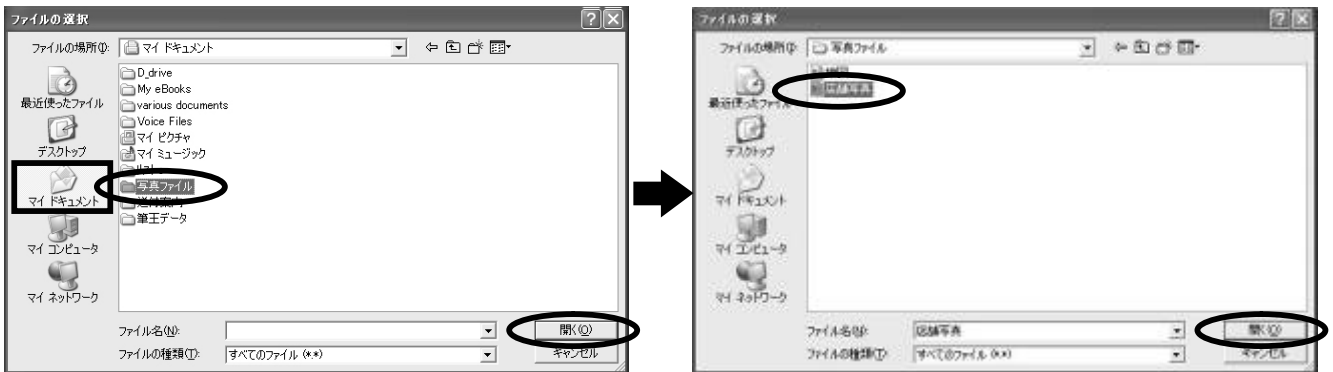 ファイルの選択
ファイルの場所(I):
マイ ドキュメント
最近使ったファイル
デスクトップ
マイ ドキュメント
マイ コンピュータ
マイ ネットワーク
D_drive
My eBooks
various documents
Voice Files
マイ ピクチャ
マイ ミュージック
写真ファイル
送付案内
筆王データ
ファイル名(N):
開く(O)
ファイルの種類(T):
すべてのファイル (*.*)
キャンセル
ファイルの選択
ファイルの場所(I):
写真ファイル
最近使ったファイル
デスクトップ
マイ ドキュメント
マイ コンピュータ
マイ ネットワーク
店舗写真
ファイル名(N):
店舗写真
開く(O)
ファイルの種類(T):
すべてのファイル (*.*)
キャンセル